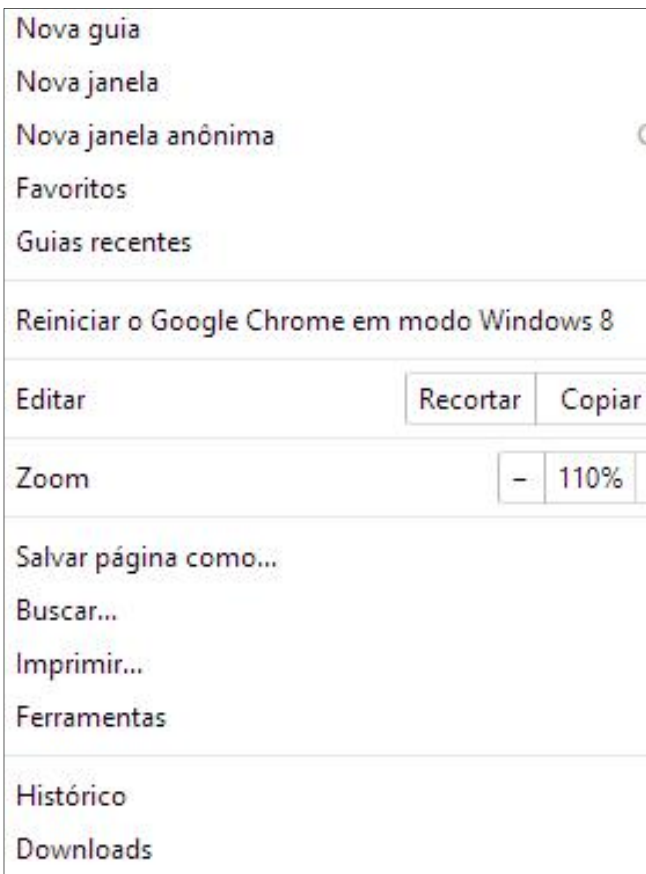 Nova guia
Nova janela
Nova janela anônima
Favoritos
Guias recentes
Reiniciar o Google Chrome em modo Windows 8
Editar Recortar Copiar
Zoom - 110%
Salvar página como...
Buscar...
Imprimir...
Ferramentas
Histórico
Downloads